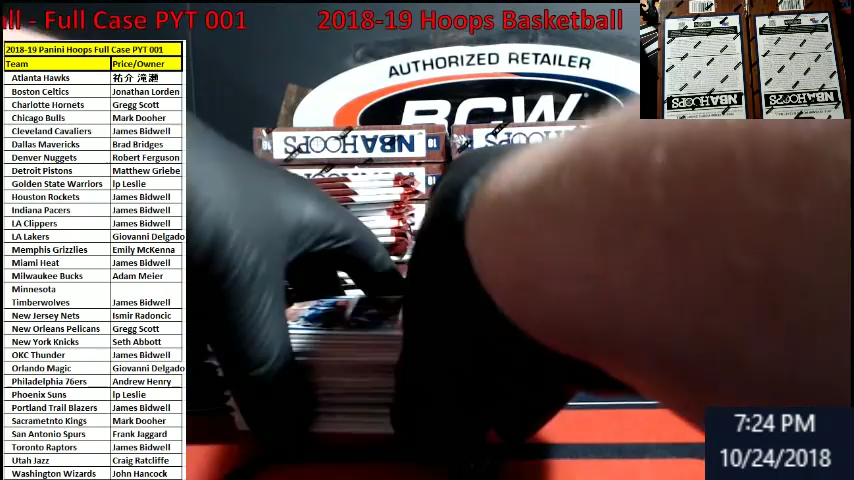 ll - Full Case PYT 001
2018-19 Hoops Basketball
2018-19 Panini Hoops Full Case PYT 001
Team Price/Owner
Atlanta Hawks 祐介 滝瀬
Boston Celtics Jonathan Lorden
Charlotte Hornets Gregg Scott
Chicago Bulls Mark Dooher
Cleveland Cavaliers James Bidwell
Dallas Mavericks Brad Bridges
Denver Nuggets Robert Ferguson
Detroit Pistons Matthew Griebe
Golden State Warriors lp Leslie
Houston Rockets James Bidwell
Indiana Pacers James Bidwell
LA Clippers James Bidwell
LA Lakers Giovanni Delgado
Memphis Grizzlies Emily McKenna
Miami Heat James Bidwell
Milwaukee Bucks Adam Meier
Minnesota
Timberwolves James Bidwell
New Jersey Nets Ismir Radoncic
New Orleans Pelicans Gregg Scott
New York Knicks Seth Abbott
OKC Thunder James Bidwell
Orlando Magic Giovanni Delgado
Philadelphia 76ers Andrew Henry
Phoenix Suns lp Leslie
Portland Trail Blazers James Bidwell
Sacrametnto Kings Mark Dooher
San Antonio Spurs Frank Jaggard
Toronto Raptors James Bidwell
Utah Jazz Craig Ratcliffe
Washington Wizards John Hancock
AUTHORIZED RETAILER
BCW
NBA HOOPS
NBA HOOPS
NBA HOOPS
7:24 PM
10/24/2018